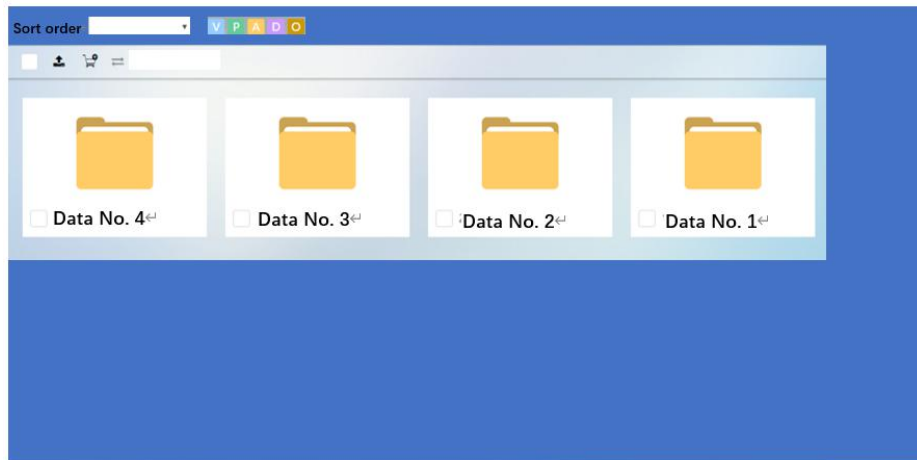 Sort order V P A D O
Data No. 4↵ Data No. 3↵ Data No. 2↵ Data No. 1↵